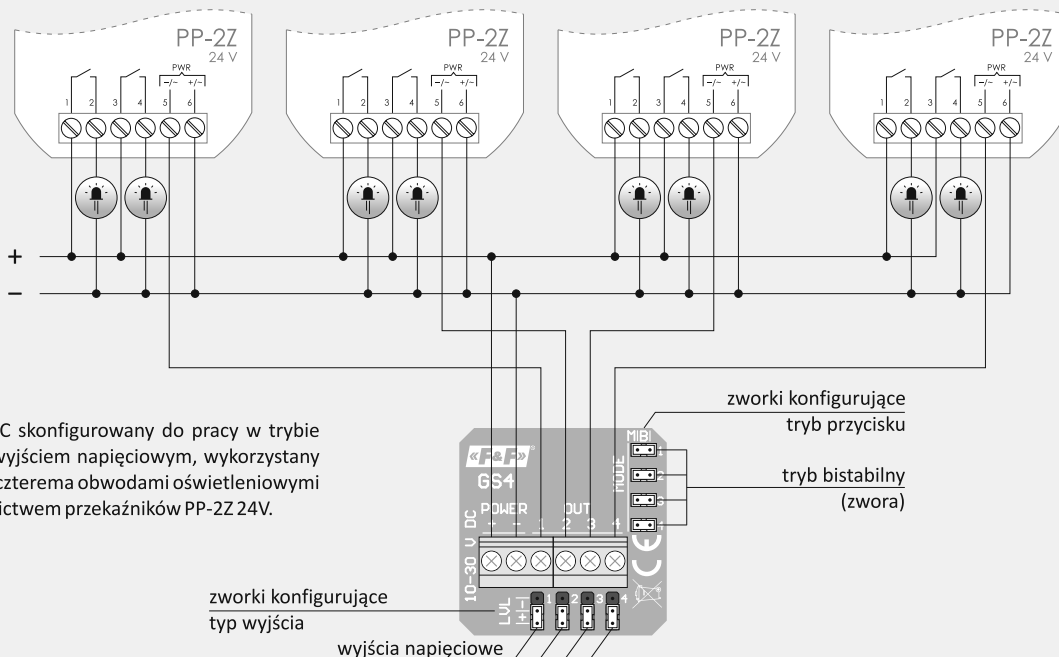 PP-2Z PP-2Z PP-2Z PP-2Z
24 V 24 V 24 V 24 V
PWR PWR PWR PWR
−/~ +/~ −/~ +/~ −/~ +/~ −/~ +/~
1 2 3 4 5 6 1 2 3 4 5 6 1 2 3 4 5 6 1 2 3 4 5 6
+
−
C skonfigurowany do pracy w trybie
wyjściem napięciowym, wykorzystany
czterema obwodami oświetleniowymi
ictwem przekaźników PP-2Z 24V.
zworki konfigurujące
tryb przycisku
tryb bistabilny
(zwora)
«F&F»
GS4
MIBI
MODE
1
2
3
4
POWER OUT
+ − 1 2 3 4
10-30 V DC
CE
LVL
+ −
1 2 3 4
zworki konfigurujące
typ wyjścia
wyjścia napięciowe